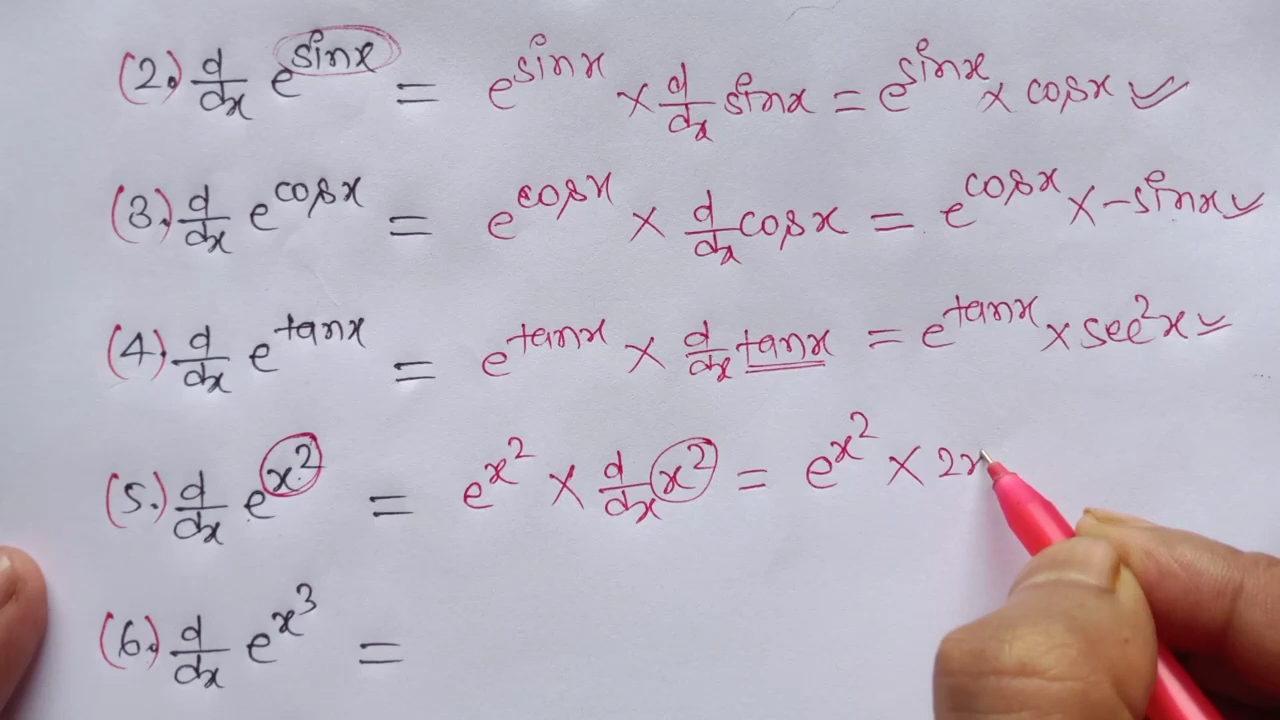 (2.) d/dx e^sinx = e^sinx × d/dx sinx = e^sinx × cosx
(3.) d/dx e^cosx = e^cosx × d/dx cosx = e^cosx × -sinx
(4.) d/dx e^tanx = e^tanx × d/dx tanx = e^tanx × sec²x
(5.) d/dx e^x² = e^x² × d/dx x² = e^x² × 2x
(6.) d/dx e^x³ =